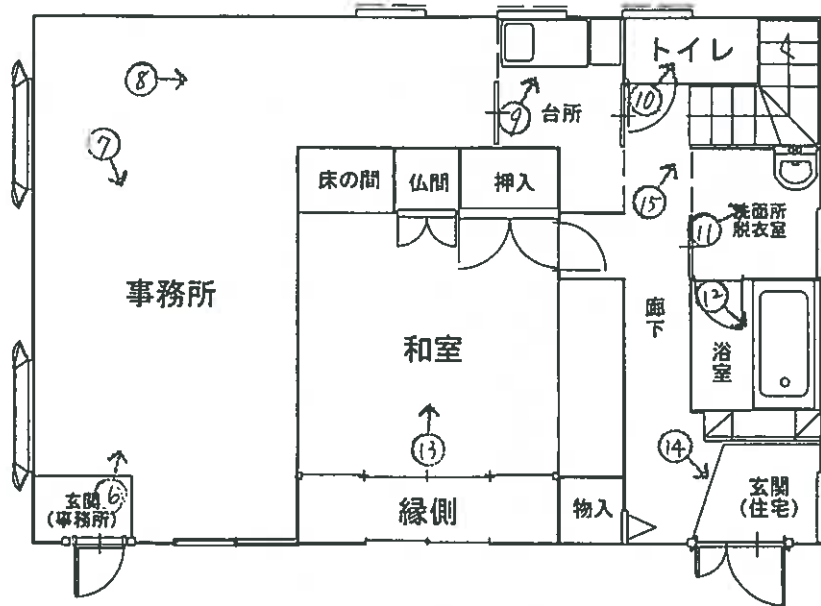 トイレ
⑧
⑨
⑩
台所
⑦
床の間
仏間
押入
⑮
⑪
洗面所
脱衣室
事務所
⑫
廊下
和室
浴室
⑬
⑭
⑥
玄関
(事務所)
縁側
物入
玄関
(住宅)